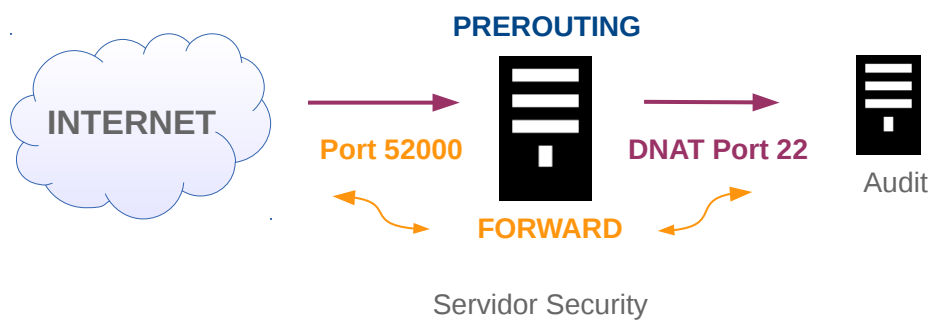 PREROUTING
INTERNET
Port 52000
DNAT Port 22
Audit
FORWARD
Servidor Security